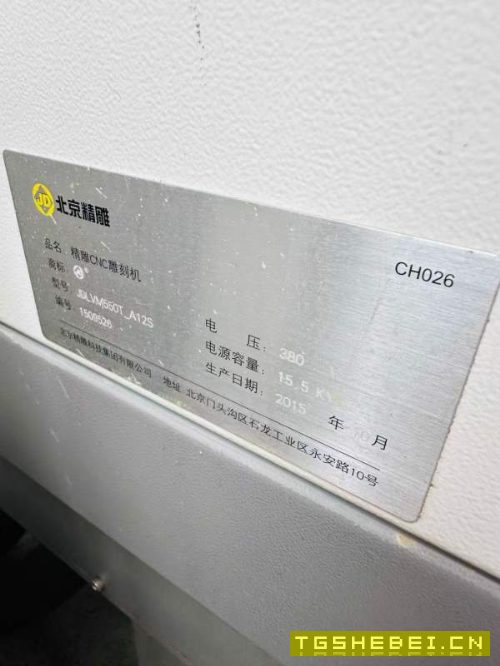 JD 北京精雕
CH026
品名 精雕CNC雕刻机
商标 ®
型号 JDLVM550T_A12S
编号 1509526
电 压: 380
电源容量: 15.5 K
生产日期: 2015 年 月
北京精雕科技集团有限公司 地址 北京门头沟区石龙工业区永安路10号
TGSHEBEI.CN